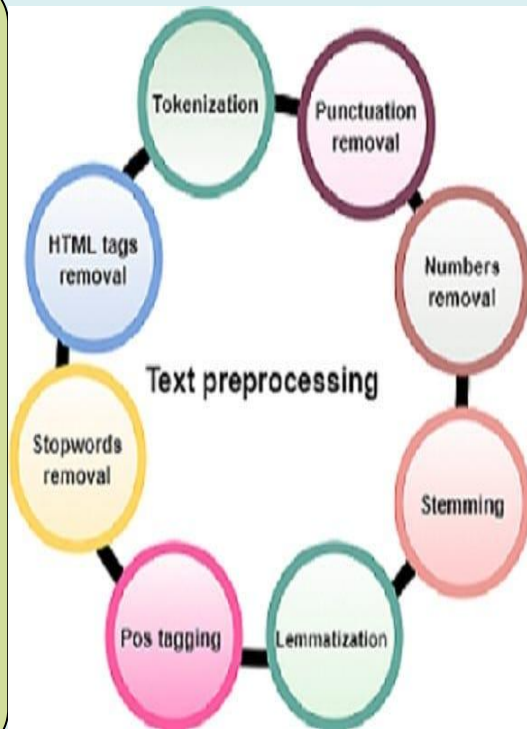 Tokenization
Punctuation
removal
Numbers
removal
Stemming
Lemmatization
Pos tagging
Stopwords
removal
HTML tags
removal
Text preprocessing